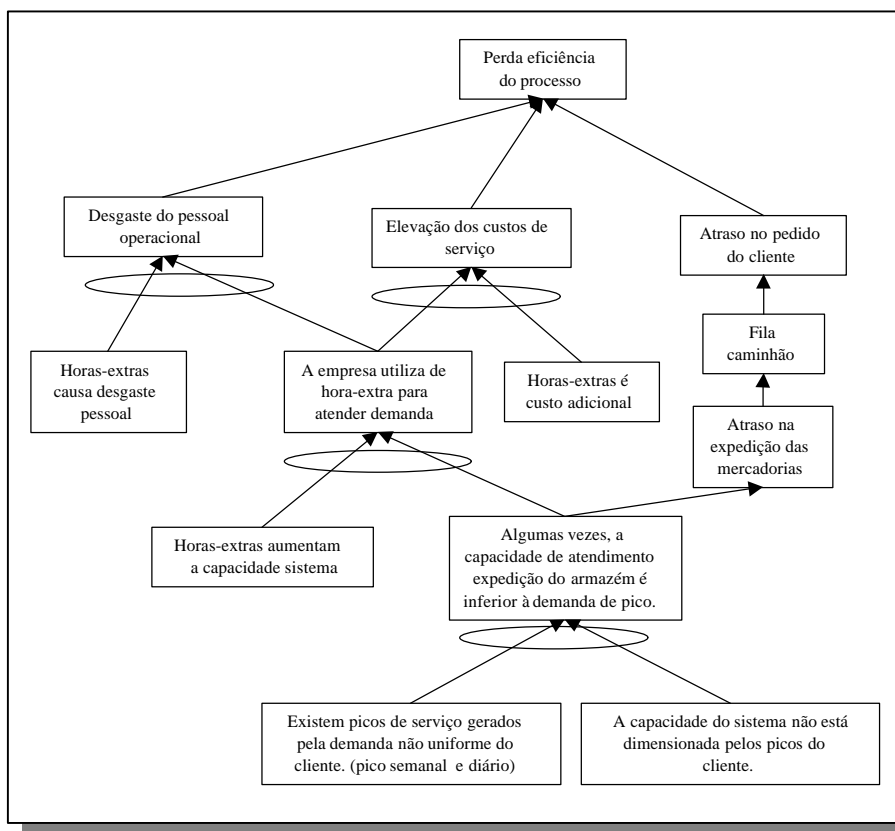 Perda eficiência
do processo
Desgaste do pessoal
operacional
Elevação dos custos de
serviço
Atraso no pedido
do cliente
Fila
caminhão
Horas-extras
causa desgaste
pessoal
A empresa utiliza de
hora-extra para
atender demanda
Horas-extras é
custo adicional
Atraso na
expedição das
mercadorias
Horas-extras aumentam
a capacidade sistema
Algumas vezes, a
capacidade de atendimento
expedição do armazém é
inferior à demanda de pico.
Existem picos de serviço gerados
pela demanda não uniforme do
cliente. (pico semanal e diário)
A capacidade do sistema não está
dimensionada pelos picos do
cliente.